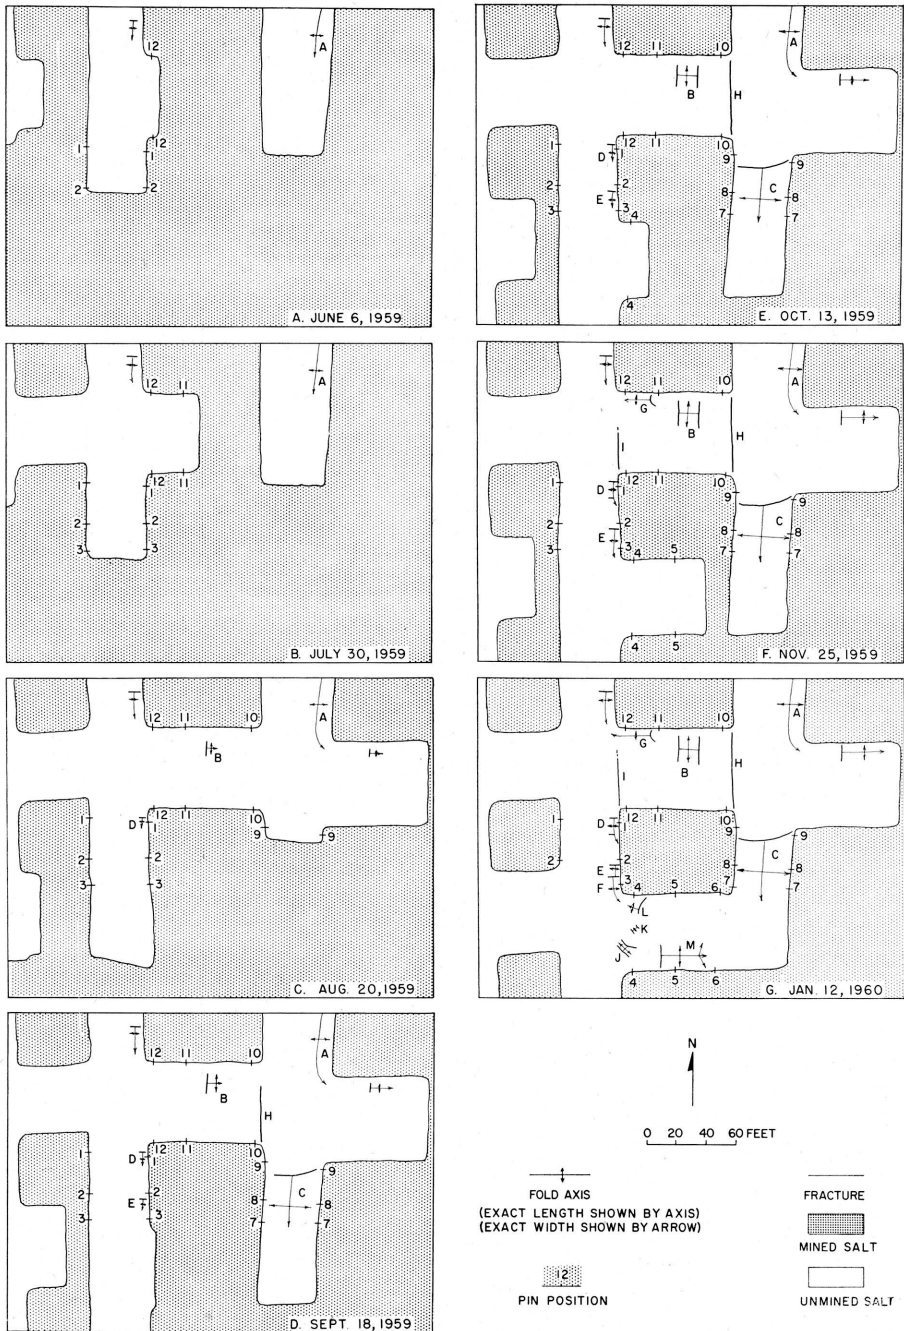 12
A
12
1
1
2
2
A. JUNE 6, 1959
12
11
A
1
12
1
11
2
2
3
3
B. JULY 30, 1959
12
11
10
A
B
1
D
12
1
11
10
9
9
2
2
3
3
C. AUG. 20, 1959
12
11
10
A
B
H
1
D
12
1
11
10
9
9
2
E
2
8
C
8
3
3
7
7
D. SEPT. 18, 1959
12
11
10
A
B
H
1
D
12
1
11
10
9
9
2
E
2
8
C
8
3
3
4
7
7
4
E. OCT. 13, 1959
12
11
10
A
G
B
H
I
1
D
12
1
11
10
9
9
2
E
2
8
C
8
3
3
4
5
7
7
4
5
F. NOV. 25, 1959
12
11
10
A
G
B
H
I
1
D
12
1
11
10
9
9
2
E
2
8
C
8
F
3
4
5
6
7
7
L
K
J
M
4
5
6
G. JAN. 12, 1960
N
0 20 40 60 FEET
FOLD AXIS
(EXACT LENGTH SHOWN BY AXIS)
(EXACT WIDTH SHOWN BY ARROW)
FRACTURE
MINED SALT
12
PIN POSITION
UNMINED SALT